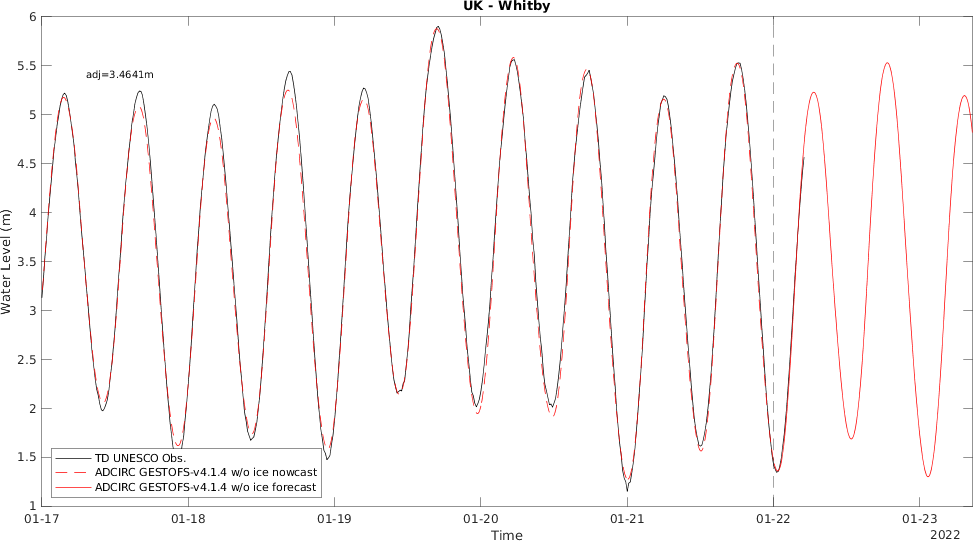 UK - Whitby
adj=3.4641m
Water Level (m)
6
5.5
5
4.5
4
3.5
3
2.5
2
1.5
1
TD UNESCO Obs.
ADCIRC GESTOFS-v4.1.4 w/o ice nowcast
ADCIRC GESTOFS-v4.1.4 w/o ice forecast
01-17 01-18 01-19 01-20 01-21 01-22 01-23
Time
2022